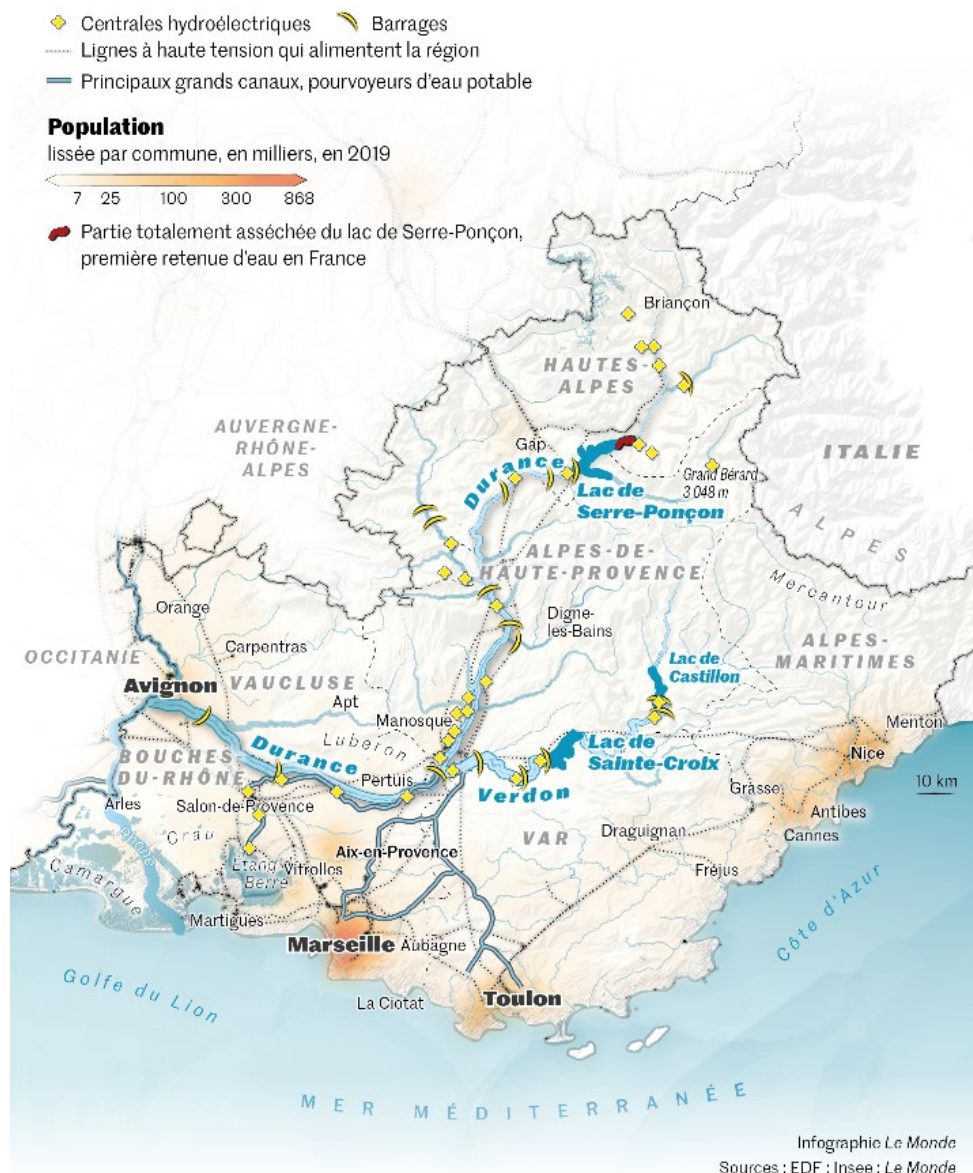 Centrales hydroélectriques Barrages
Lignes à haute tension qui alimentent la région
Principaux grands canaux, pourvoyeurs d'eau potable
Population
lissée par commune, en milliers, en 2019
7 25 100 300 868
Partie totalement asséchée du lac de Serre-Ponçon,
première retenue d'eau en France
Briançon
HAUTES-
ALPES
AUVERGNE-
RHÔNE-
ALPES
Gap
Durance
Lac de
Serre-Ponçon
Grand Bérard
3 048 m
ITALIE
ALPES
ALPES-DE-
HAUTE-PROVENCE
Mercantour
Orange
Carpentras
Digne-
les-Bains
ALPES-
MARITIMES
OCCITANIE
Avignon
VAUCLUSE
Lac de
Castillon
Apt
Manosque
Menton
Luberon
BOUCHES
DU-RHÔNE
Durance
Pertuis
Lac de
Sainte-Croix
Nice
Verdon
Grasse
10 km
Arles
Salon-de-Provence
Antibes
Crau
VAR
Draguignan
Cannes
Rhône
Camargue
Etang
Berre
Vitrolles
Aix-en-Provence
Fréjus
Martigues
Marseille
Aubagne
Côte d'Azur
Golfe du Lion
La Ciotat
Toulon
MER MÉDITERRANÉE
Infographie Le Monde
Sources : EDF ; Insee ; Le Monde